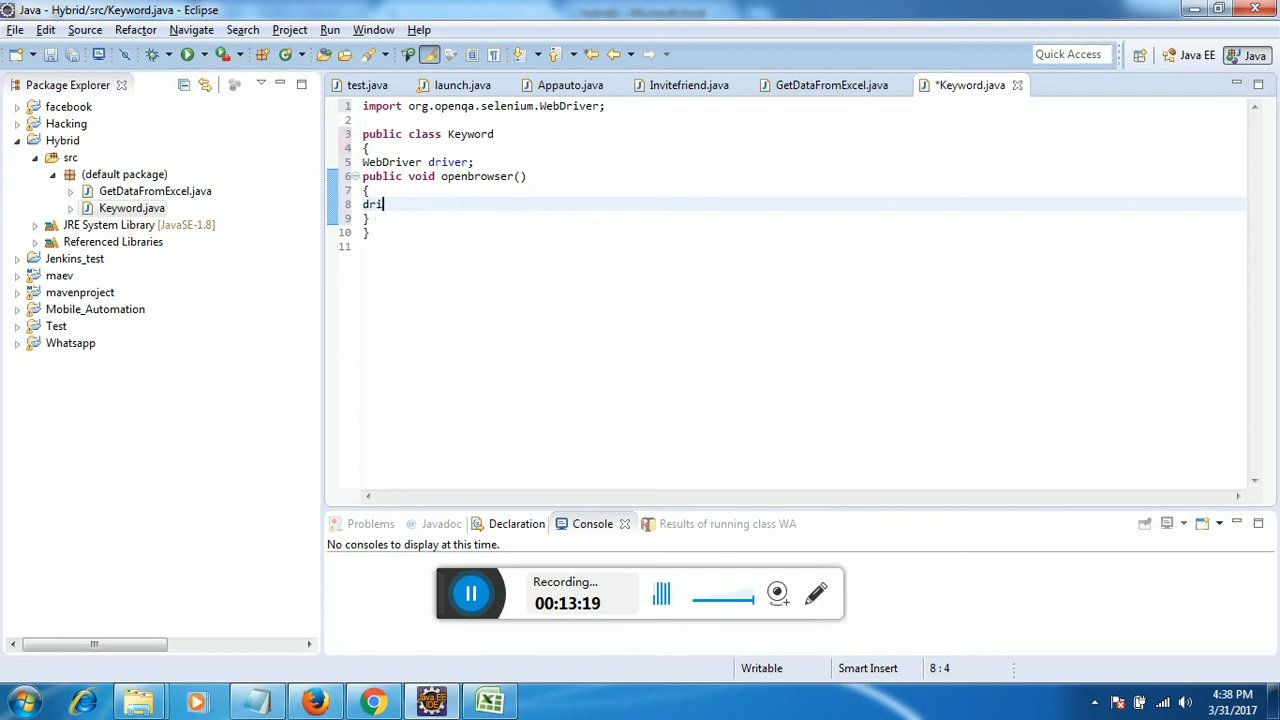 Java - Hybrid/src/Keyword.java - Eclipse
File Edit Source Refactor Navigate Search Project Run Window Help
Quick Access Java EE Java
Package Explorer
test.java launch.java Appauto.java Invitefriend.java GetDataFromExcel.java *Keyword.java
facebook
Hacking
Hybrid
src
(default package)
GetDataFromExcel.java
Keyword.java
JRE System Library [JavaSE-1.8]
Referenced Libraries
Jenkins_test
maev
mavenproject
Mobile_Automation
Test
Whatsapp
1 import org.openqa.selenium.WebDriver;
2
3 public class Keyword
4 {
5 WebDriver driver;
6 public void openbrowser()
7 {
8 dri
9 }
10 }
11
Problems @ Javadoc Declaration Console Results of running class WA
No consoles to display at this time.
Recording...
00:13:19
Writable Smart Insert 8 : 4
Java EE IDE
4:38 PM
3/31/2017